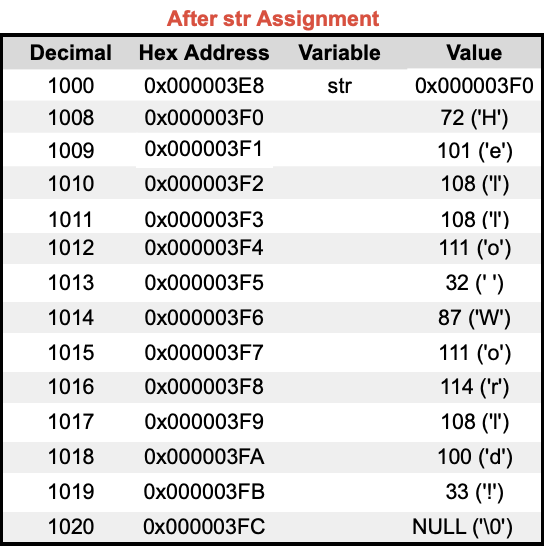 After str Assignment
Decimal Hex Address Variable Value
1000 0x000003E8 str 0x000003F0
1008 0x000003F0 72 ('H')
1009 0x000003F1 101 ('e')
1010 0x000003F2 108 ('l')
1011 0x000003F3 108 ('l')
1012 0x000003F4 111 ('o')
1013 0x000003F5 32 (' ')
1014 0x000003F6 87 ('W')
1015 0x000003F7 111 ('o')
1016 0x000003F8 114 ('r')
1017 0x000003F9 108 ('l')
1018 0x000003FA 100 ('d')
1019 0x000003FB 33 ('!')
1020 0x000003FC NULL ('\0')